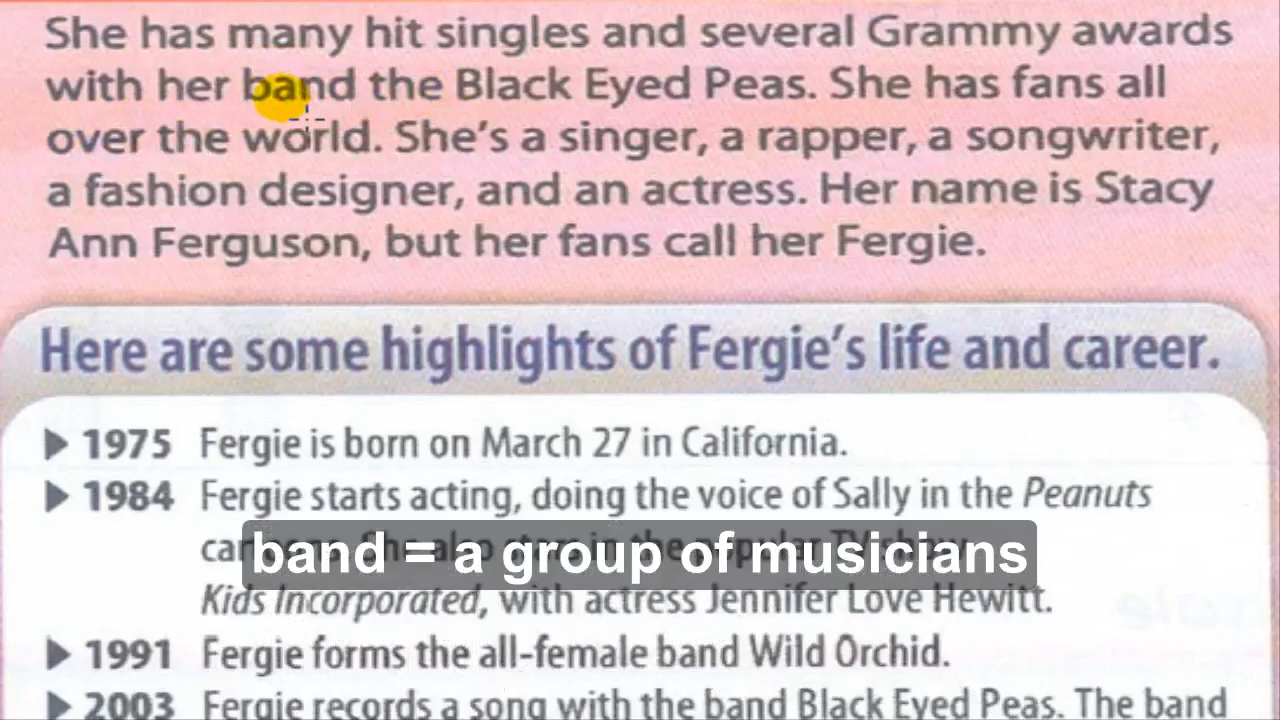 She has many hit singles and several Grammy awards
with her band the Black Eyed Peas. She has fans all
over the world. She's a singer, a rapper, a songwriter,
a fashion designer, and an actress. Her name is Stacy
Ann Ferguson, but her fans call her Fergie.
Here are some highlights of Fergie's life and career.
▶ 1975 Fergie is born on March 27 in California.
▶ 1984 Fergie starts acting, doing the voice of Sally in the Peanuts
band = a group of musicians
Kids Incorporated, with actress Jennifer Love Hewitt.
▶ 1991 Fergie forms the all-female band Wild Orchid.
▶ 2003 Fergie records a song with the band Black Eyed Peas. The band